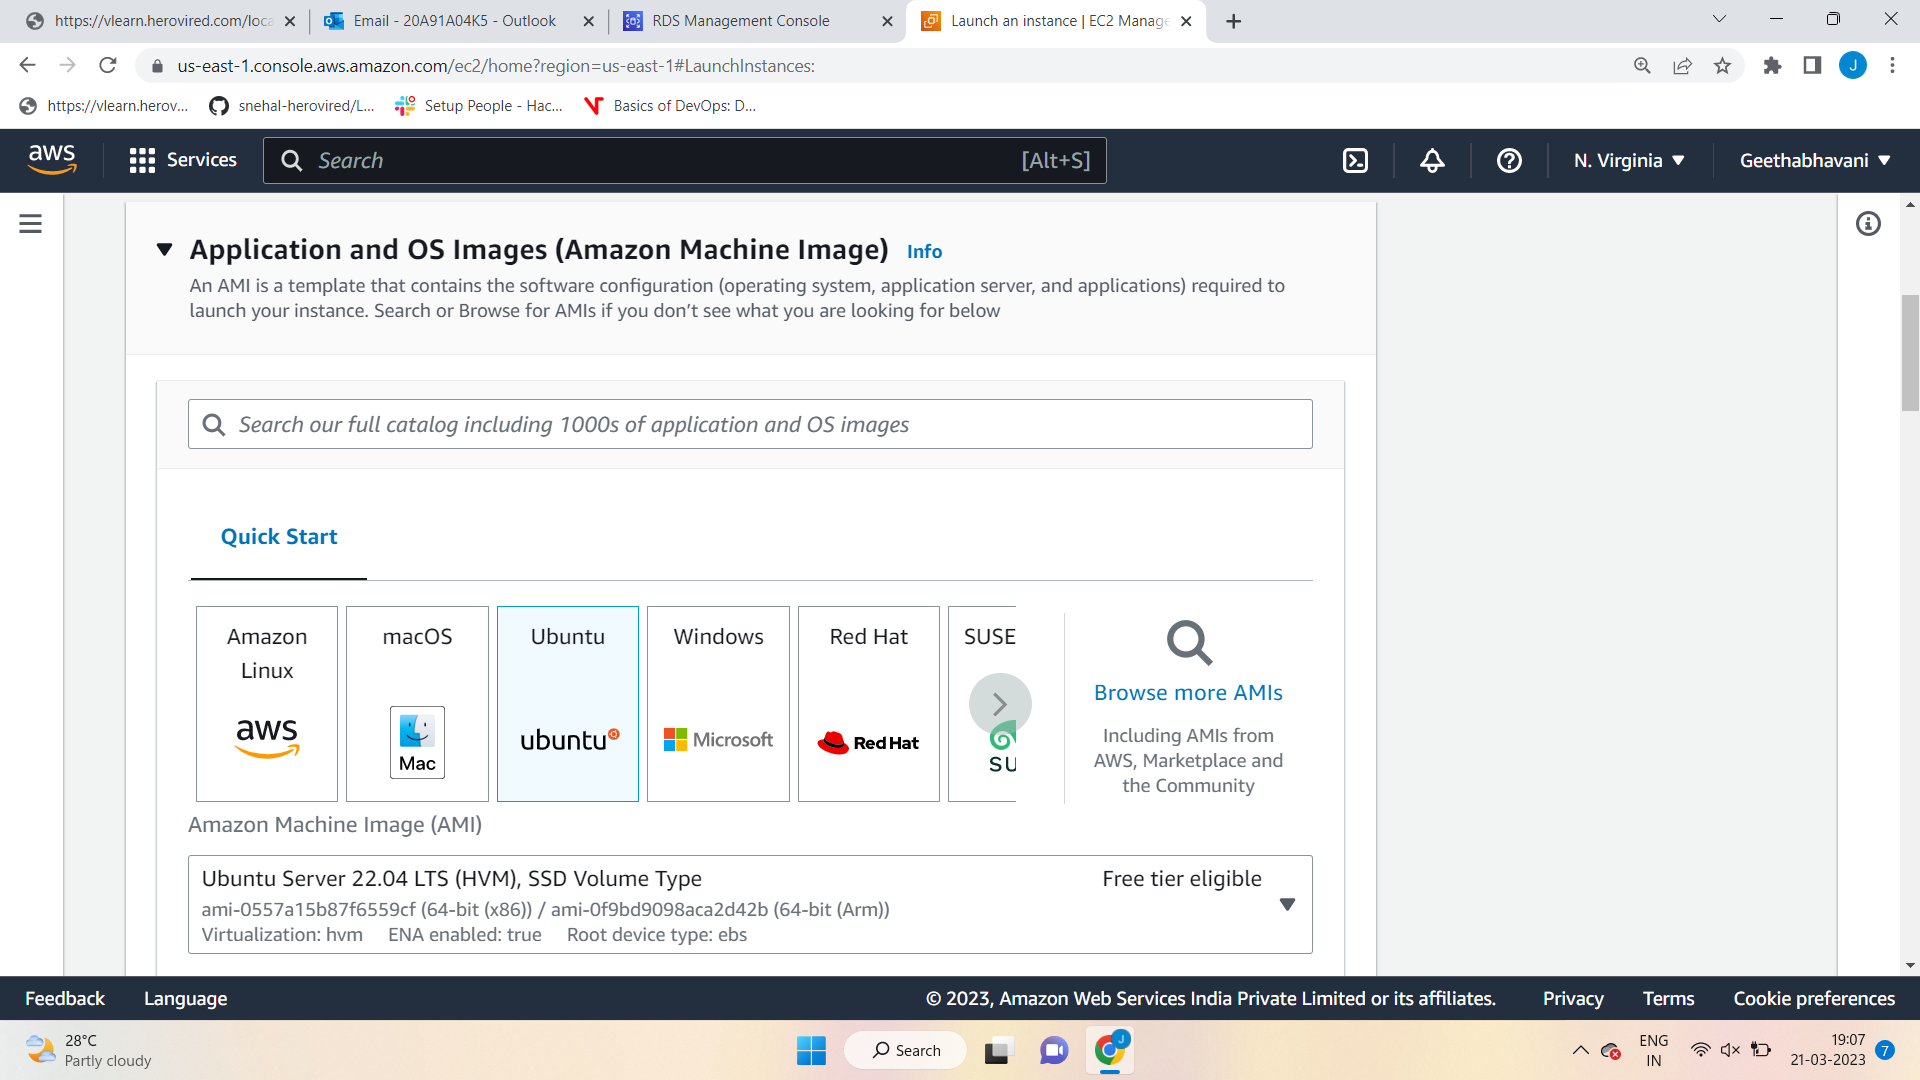 https://vlearn.herovired.com/loca
Email - 20A91A04K5 - Outlook
RDS Management Console
Launch an instance | EC2 Manage
us-east-1.console.aws.amazon.com/ec2/home?region=us-east-1#LaunchInstances:
J
https://vlearn.herov...
snehal-herovired/L...
Setup People - Hac...
Basics of DevOps: D...
aws
Services
Search
[Alt+S]
N. Virginia
Geethabhavani
Application and OS Images (Amazon Machine Image)
Info
An AMI is a template that contains the software configuration (operating system, application server, and applications) required to
launch your instance. Search or Browse for AMIs if you don’t see what you are looking for below
Search our full catalog including 1000s of application and OS images
Quick Start
Amazon
Linux
aws
macOS
Mac
Ubuntu
ubuntu
Windows
Microsoft
Red Hat
Red Hat
SUSE
SU
Browse more AMIs
Including AMIs from
AWS, Marketplace and
the Community
Amazon Machine Image (AMI)
Ubuntu Server 22.04 LTS (HVM), SSD Volume Type
Free tier eligible
ami-0557a15b87f6559cf (64-bit (x86)) / ami-0f9bd9098aca2d42b (64-bit (Arm))
Virtualization: hvm ENA enabled: true Root device type: ebs
Feedback
Language
© 2023, Amazon Web Services India Private Limited or its affiliates.
Privacy
Terms
Cookie preferences
28°C
Partly cloudy
Search
J
ENG
IN
19:07
21-03-2023
7